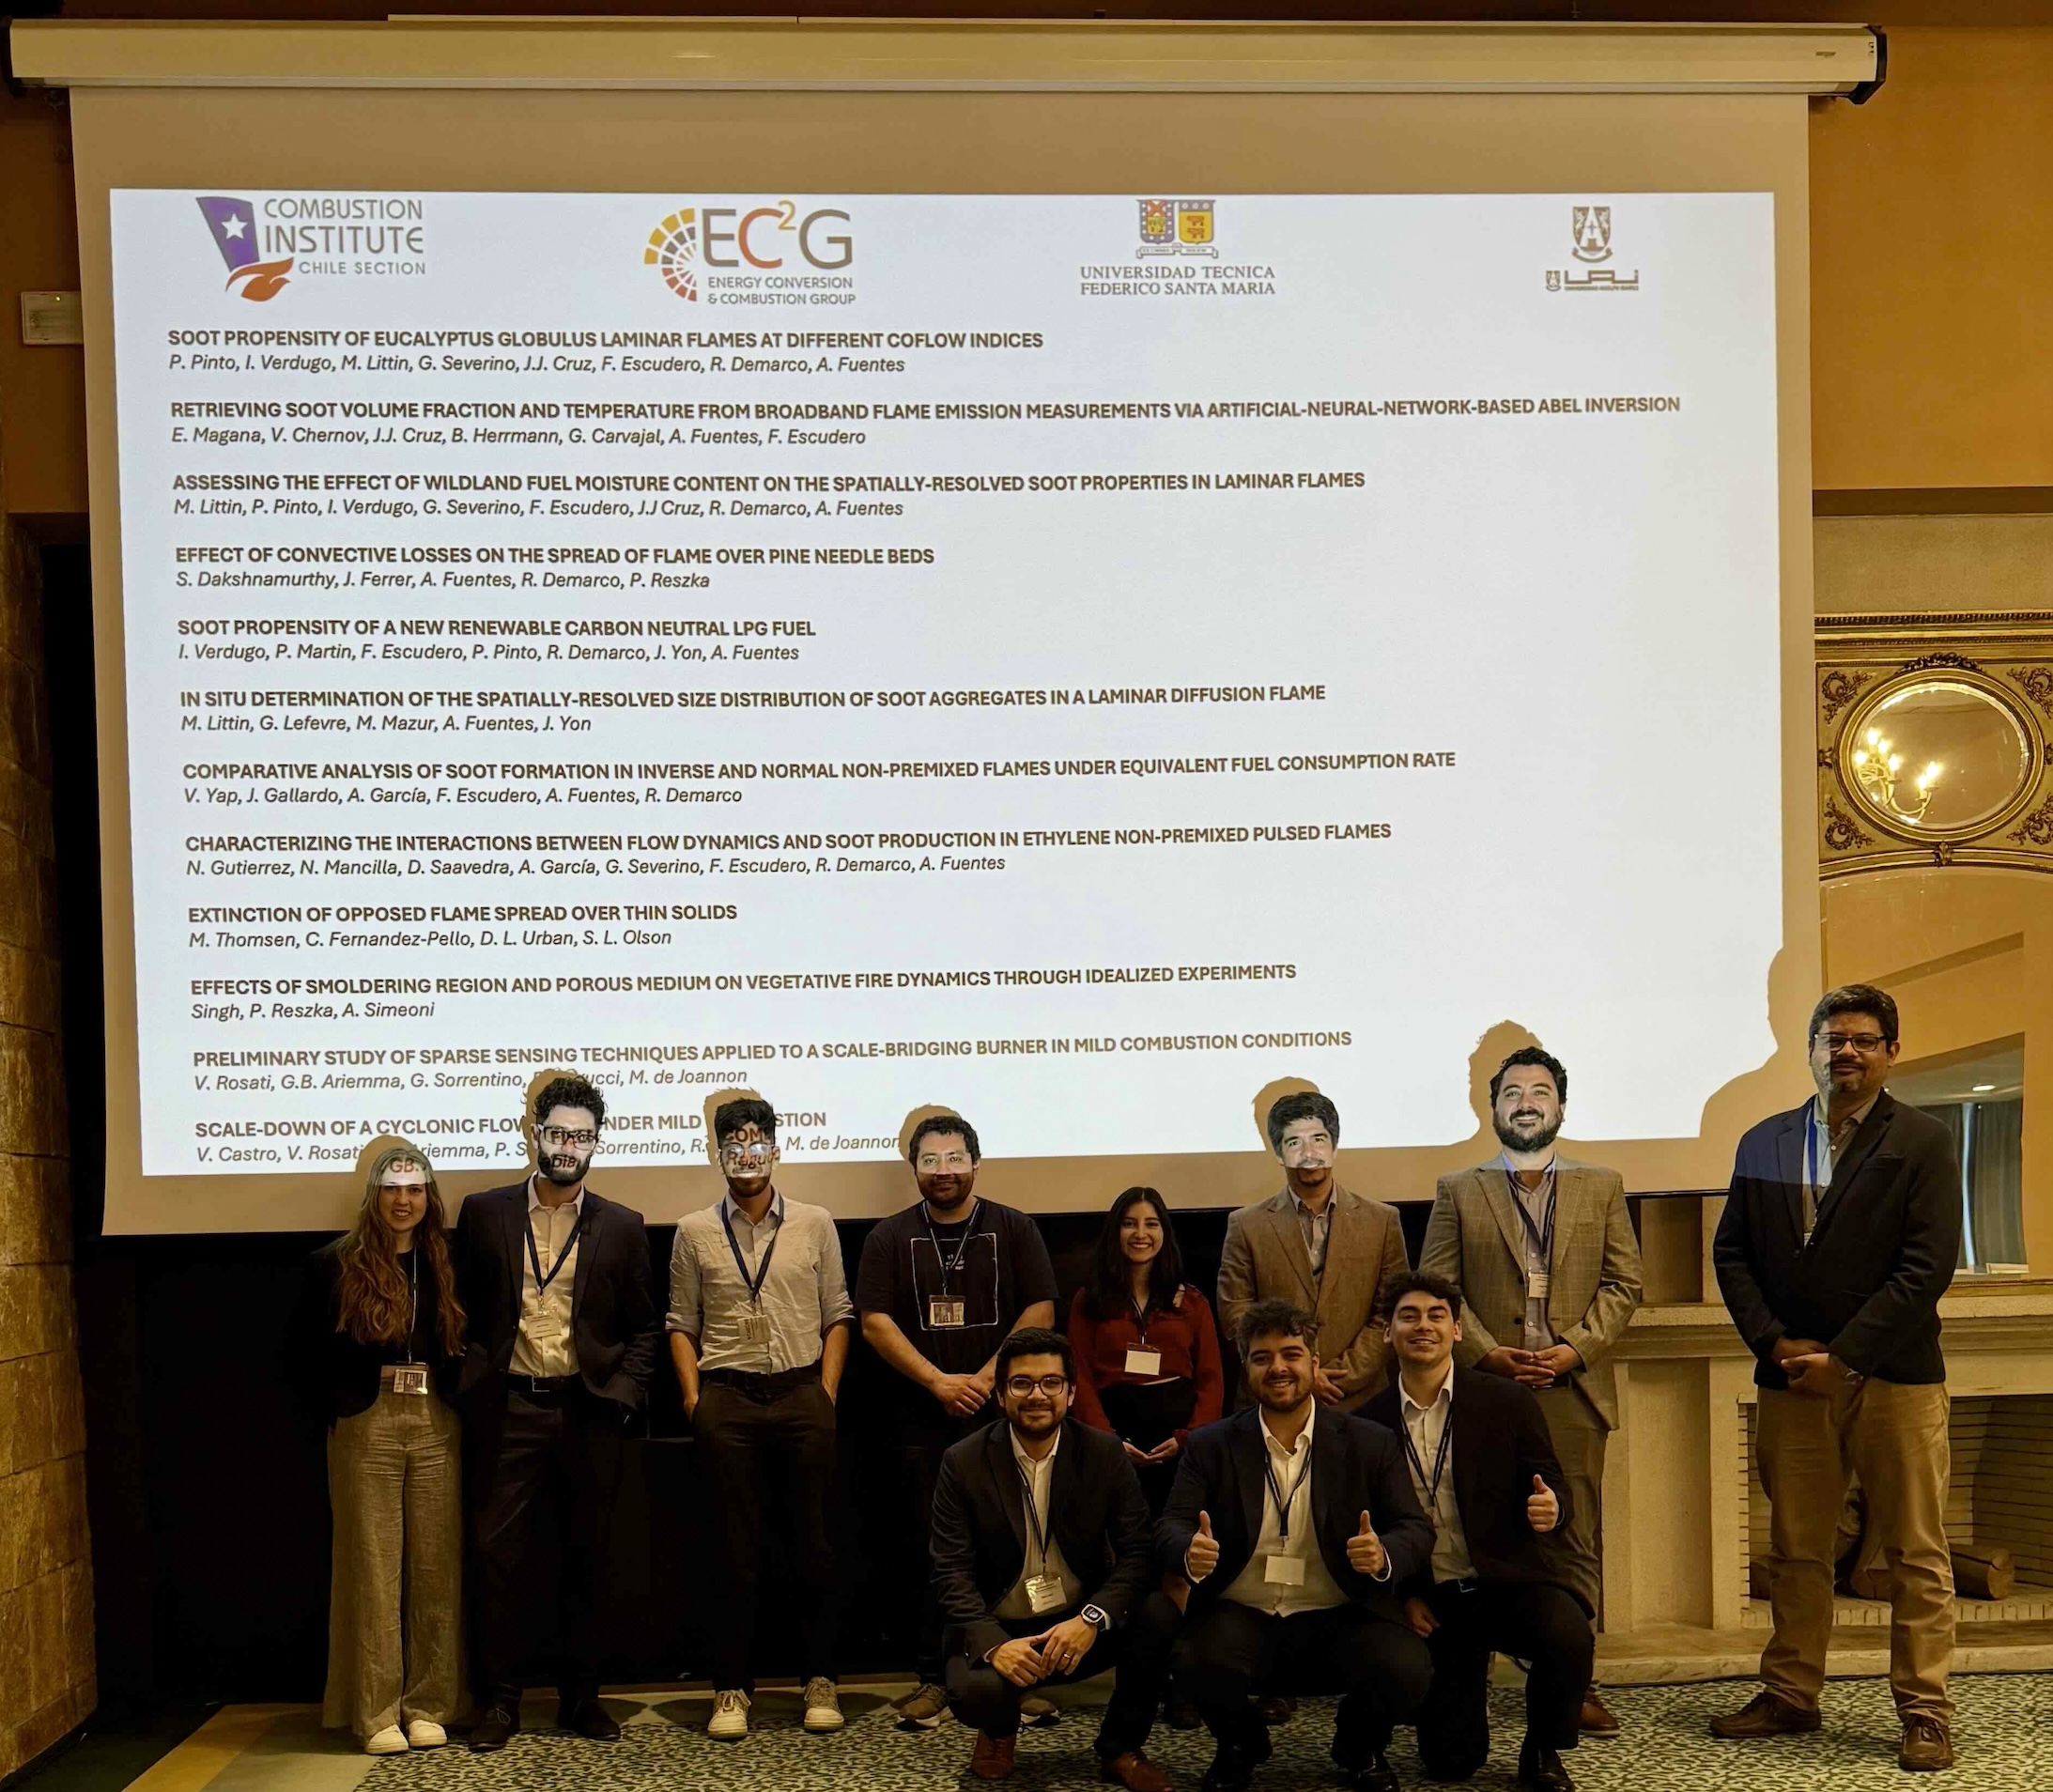 COMBUSTION
INSTITUTE
CHILE SECTION
EC²G
ENERGY CONVERSION
& COMBUSTION GROUP
UNIVERSIDAD TECNICA
FEDERICO SANTA MARIA
SOOT PROPENSITY OF EUCALYPTUS GLOBULUS LAMINAR FLAMES AT DIFFERENT COFLOW INDICES
P. Pinto, I. Verdugo, M. Littin, G. Severino, J.J. Cruz, F. Escudero, R. Demarco, A. Fuentes
RETRIEVING SOOT VOLUME FRACTION AND TEMPERATURE FROM BROADBAND FLAME EMISSION MEASUREMENTS VIA ARTIFICIAL-NEURAL-NETWORK-BASED ABEL INVERSION
E. Magana, V. Chernov, J.J. Cruz, B. Herrmann, G. Carvajal, A. Fuentes, F. Escudero
ASSESSING THE EFFECT OF WILDLAND FUEL MOISTURE CONTENT ON THE SPATIALLY-RESOLVED SOOT PROPERTIES IN LAMINAR FLAMES
M. Littin, P. Pinto, I. Verdugo, G. Severino, F. Escudero, J.J Cruz, R. Demarco, A. Fuentes
EFFECT OF CONVECTIVE LOSSES ON THE SPREAD OF FLAME OVER PINE NEEDLE BEDS
S. Dakshnamurthy, J. Ferrer, A. Fuentes, R. Demarco, P. Reszka
SOOT PROPENSITY OF A NEW RENEWABLE CARBON NEUTRAL LPG FUEL
I. Verdugo, P. Martin, F. Escudero, P. Pinto, R. Demarco, J. Yon, A. Fuentes
IN SITU DETERMINATION OF THE SPATIALLY-RESOLVED SIZE DISTRIBUTION OF SOOT AGGREGATES IN A LAMINAR DIFFUSION FLAME
M. Littin, G. Lefevre, M. Mazur, A. Fuentes, J. Yon
COMPARATIVE ANALYSIS OF SOOT FORMATION IN INVERSE AND NORMAL NON-PREMIXED FLAMES UNDER EQUIVALENT FUEL CONSUMPTION RATE
V. Yap, J. Gallardo, A. García, F. Escudero, A. Fuentes, R. Demarco
CHARACTERIZING THE INTERACTIONS BETWEEN FLOW DYNAMICS AND SOOT PRODUCTION IN ETHYLENE NON-PREMIXED PULSED FLAMES
N. Gutierrez, N. Mancilla, D. Saavedra, A. García, G. Severino, F. Escudero, R. Demarco, A. Fuentes
EXTINCTION OF OPPOSED FLAME SPREAD OVER THIN SOLIDS
M. Thomsen, C. Fernandez-Pello, D. L. Urban, S. L. Olson
EFFECTS OF SMOLDERING REGION AND POROUS MEDIUM ON VEGETATIVE FIRE DYNAMICS THROUGH IDEALIZED EXPERIMENTS
Singh, P. Reszka, A. Simeoni
PRELIMINARY STUDY OF SPARSE SENSING TECHNIQUES APPLIED TO A SCALE-BRIDGING BURNER IN MILD COMBUSTION CONDITIONS
V. Rosati, G.B. Ariemma, G. Sorrentino, ucci, M. de Joannon
SCALE-DOWN OF A CYCLONIC FLOW NDER MILD COM STION
V. Castro, V. Rosati GB. riemma, P. S Sorrentino, R. Ragu M. de Joannon